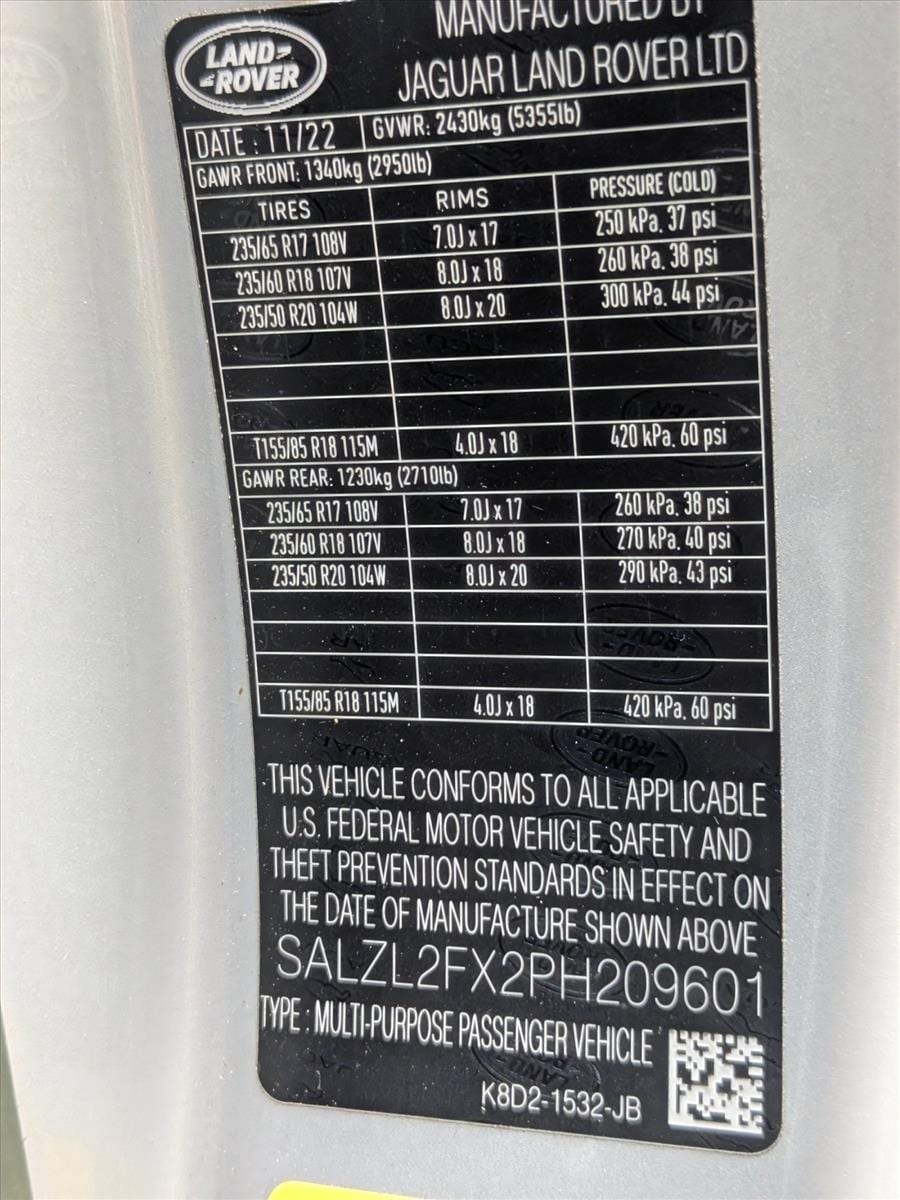 LAND-
-ROVER
MANUFACTURED BY
JAGUAR LAND ROVER LTD
DATE : 11/22 GVWR: 2430kg (5355lb)
GAWR FRONT: 1340kg (2950lb)
TIRES RIMS PRESSURE (COLD)
235/65 R17 108V 7.0J x 17 250 kPa. 37 psi
235/60 R18 107V 8.0J x 18 260 kPa. 38 psi
235/50 R20 104W 8.0J x 20 300 kPa. 44 psi
T155/85 R18 115M 4.0J x 18 420 kPa. 60 psi
GAWR REAR: 1230kg (2710lb)
235/65 R17 108V 7.0J x 17 260 kPa. 38 psi
235/60 R18 107V 8.0J x 18 270 kPa. 40 psi
235/50 R20 104W 8.0J x 20 290 kPa. 43 psi
T155/85 R18 115M 4.0J x 18 420 kPa. 60 psi
THIS VEHICLE CONFORMS TO ALL APPLICABLE
U.S. FEDERAL MOTOR VEHICLE SAFETY AND
THEFT PREVENTION STANDARDS IN EFFECT ON
THE DATE OF MANUFACTURE SHOWN ABOVE
SALZL2FX2PH209601
TYPE : MULTI-PURPOSE PASSENGER VEHICLE
K8D2-1532-JB